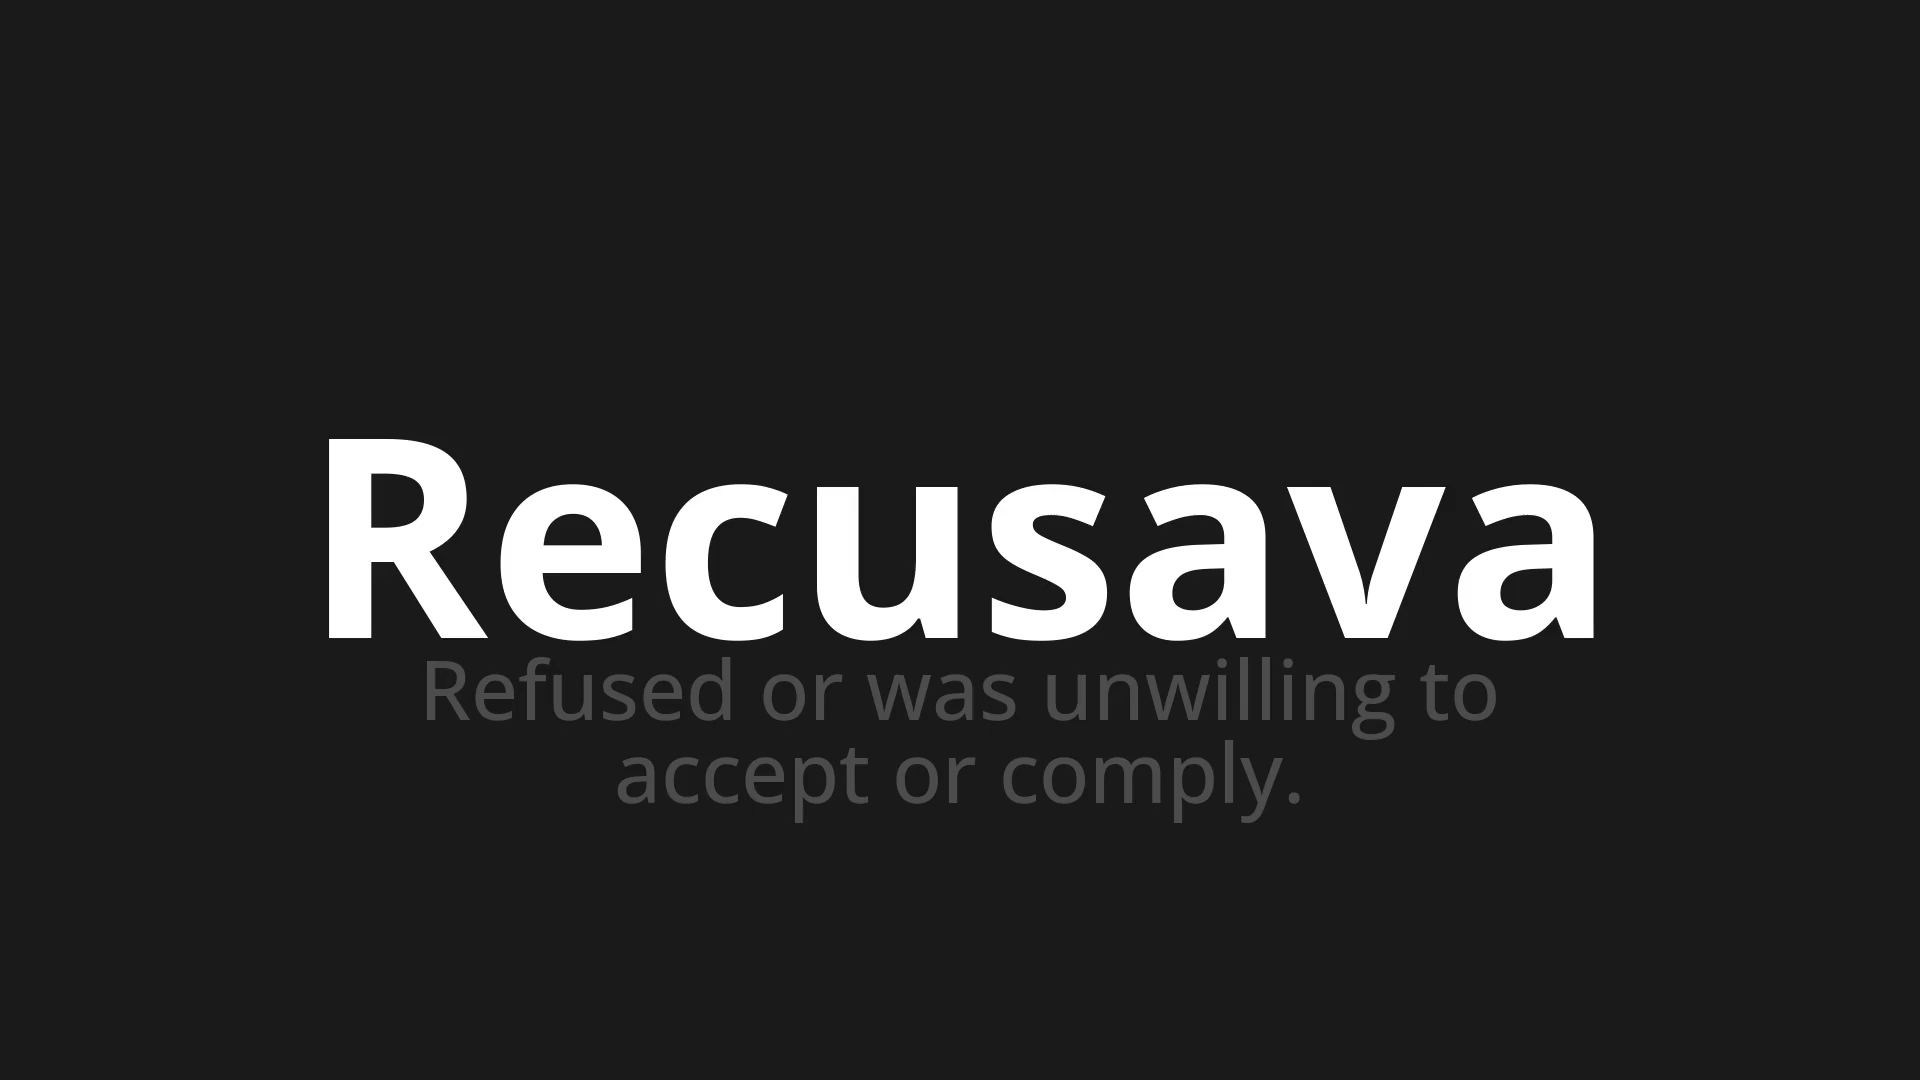 Recusava
Refused or was unwilling to
accept or comply.